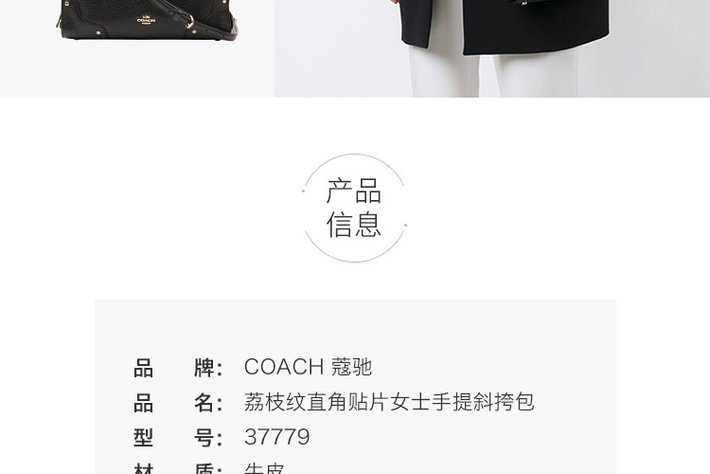 COACH
产品
信息
品 牌： COACH 蔻驰
品 名： 荔枝纹直角贴片女士手提斜挎包
型 号： 37779
材 质： 牛皮